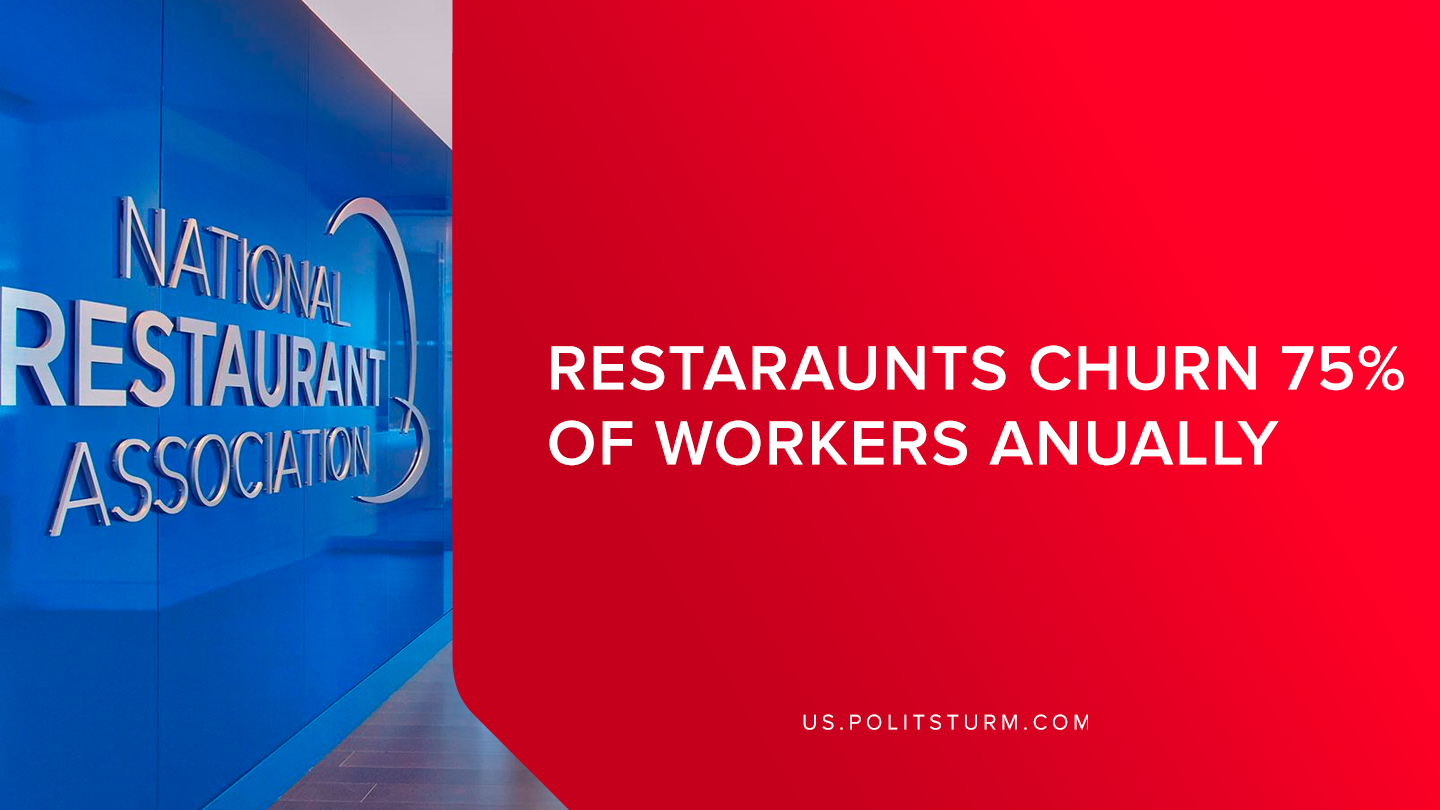 NATIONAL
RESTAURANT
ASSOCIATION
RESTARAUNTS CHURN 75%
OF WORKERS ANUALLY
US.POLITSTURM.COM